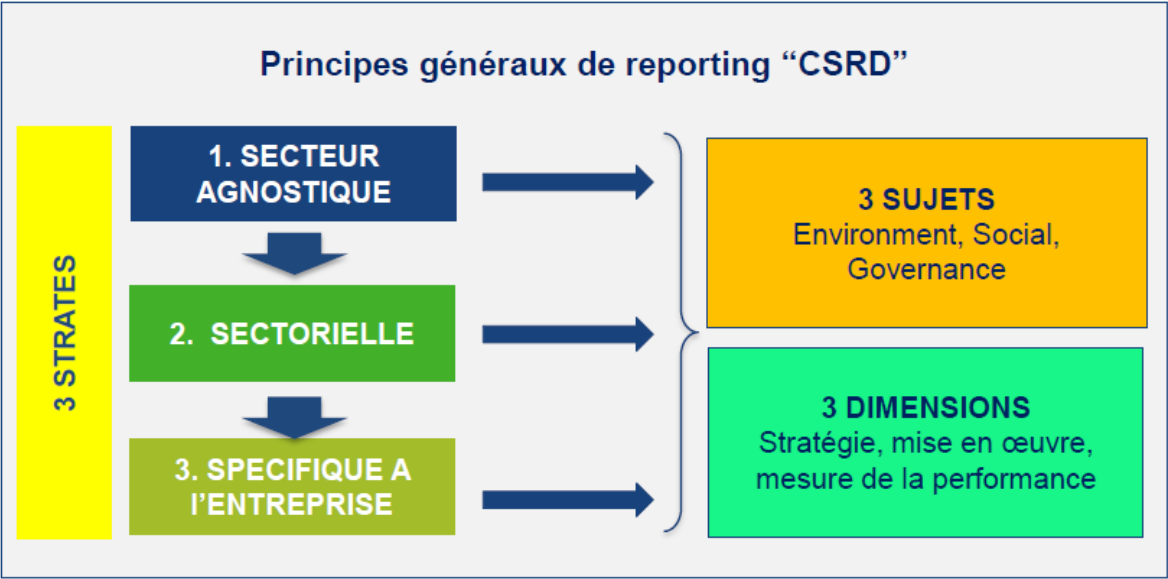 Principes généraux de reporting “CSRD”
3 STRATES
1. SECTEUR
AGNOSTIQUE
2. SECTORIELLE
3. SPECIFIQUE A
l’ENTREPRISE
3 SUJETS
Environment, Social,
Governance
3 DIMENSIONS
Stratégie, mise en œuvre,
mesure de la performance